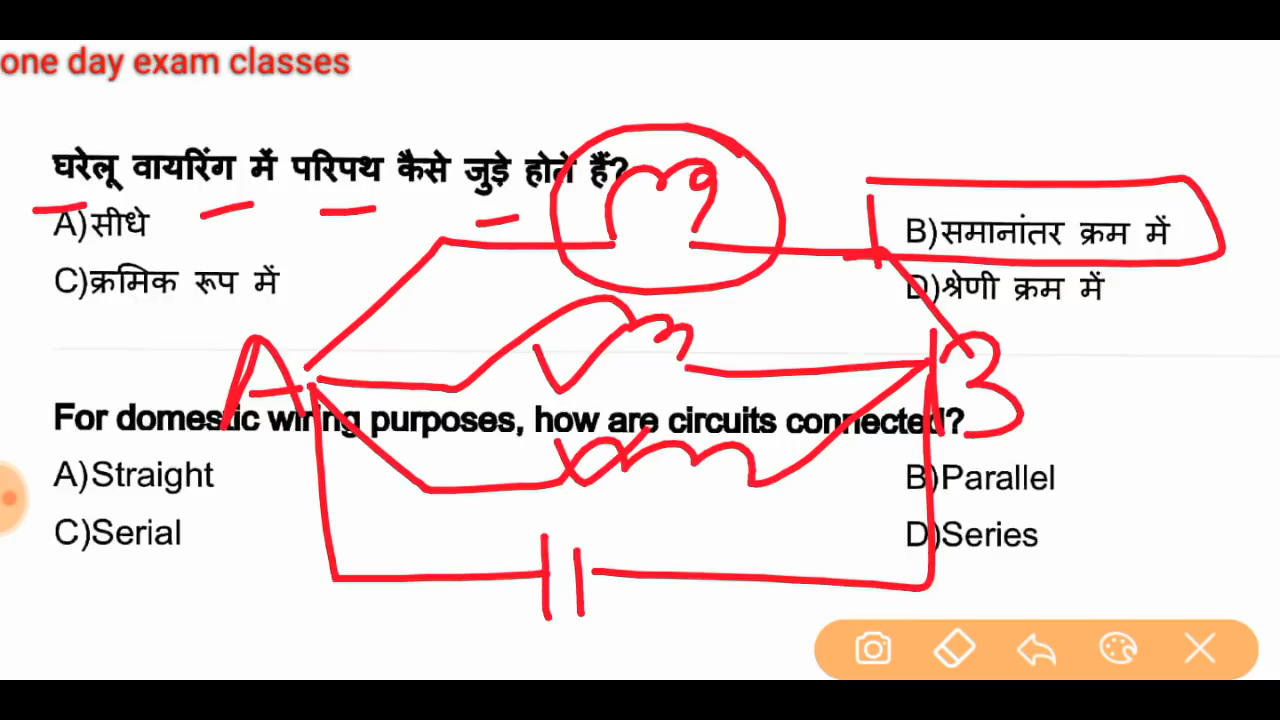 one day exam classes
घरेलू वायरिंग में परिपथ कैसे जुड़े होते हैं?
A)सीधे B)समानांतर क्रम में
C)क्रमिक रूप में D)श्रेणी क्रम में
A B
For domestic wiring purposes, how are circuits connected?
A)Straight B)Parallel
C)Serial D)Series